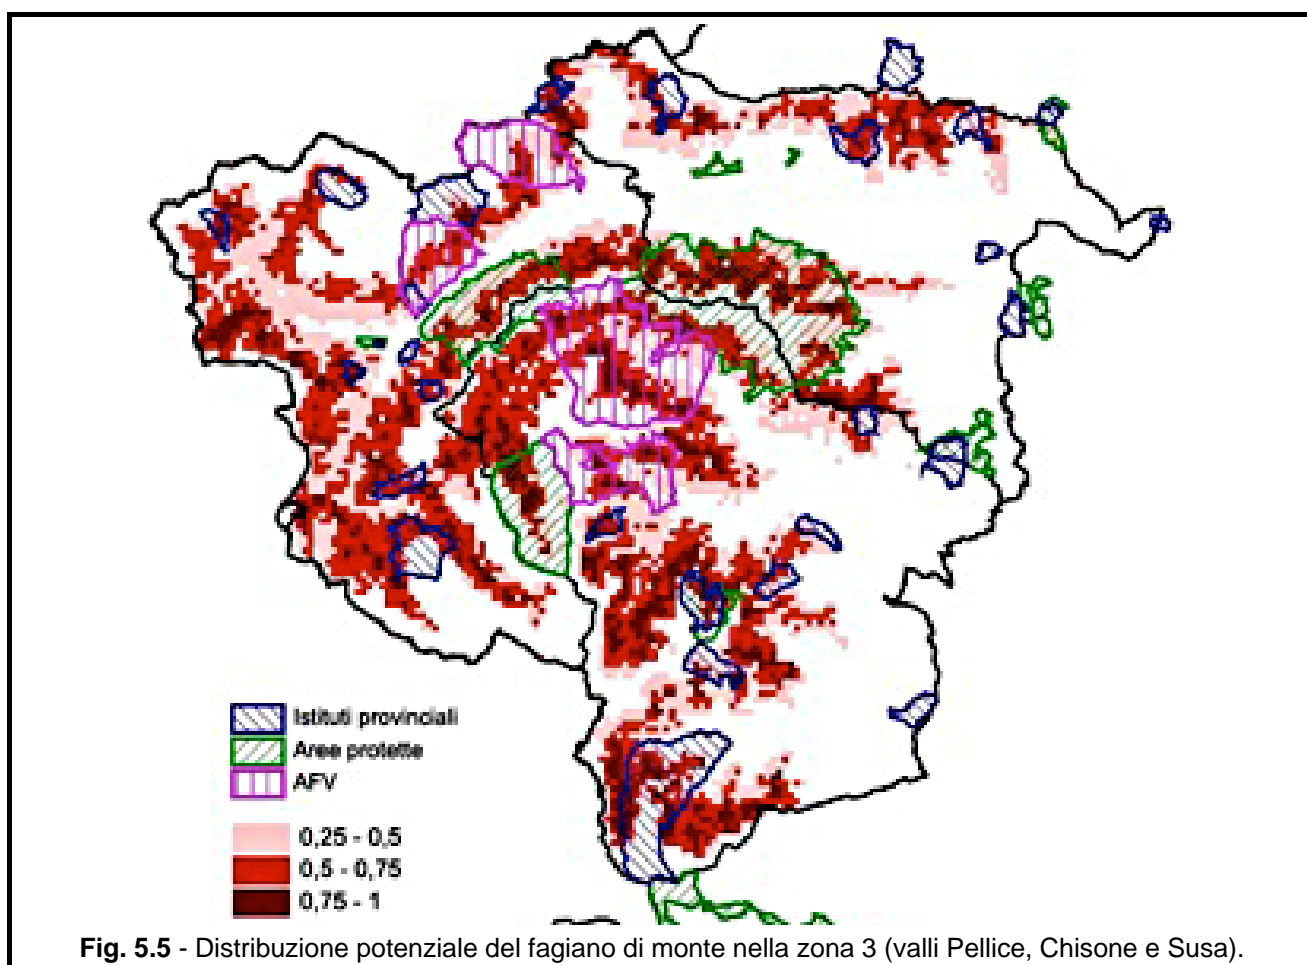 Istituti provinciali
Aree protette
AFV
0,25 - 0,5
0,5 - 0,75
0,75 - 1
Fig. 5.5 - Distribuzione potenziale del fagiano di monte nella zona 3 (valli Pellice, Chisone e Susa).